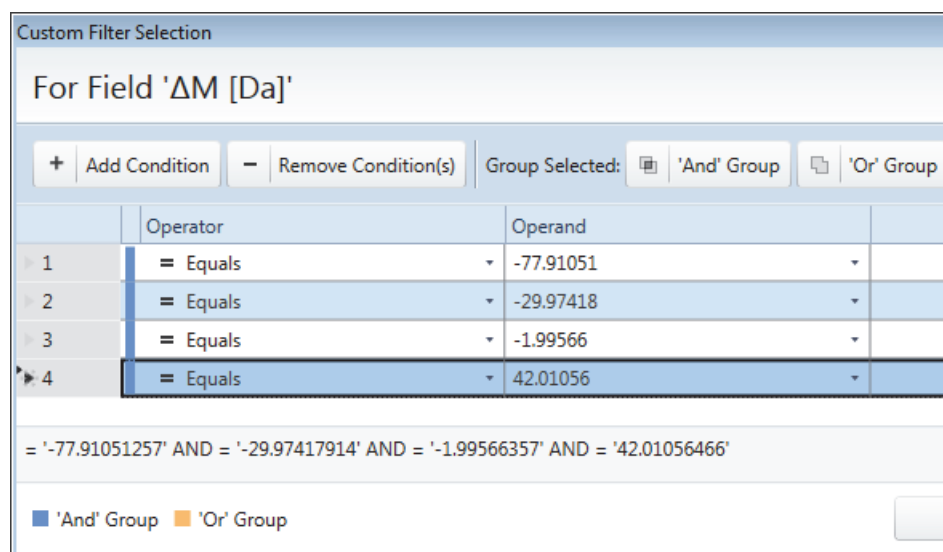 Custom Filter Selection
For Field 'ΔM [Da]'
+ Add Condition − Remove Condition(s) Group Selected: 'And' Group 'Or' Group
Operator Operand
1 = Equals -77.91051
2 = Equals -29.97418
3 = Equals -1.99566
4 = Equals 42.01056
= '-77.91051257' AND = '-29.97417914' AND = '-1.99566357' AND = '42.01056466'
'And' Group 'Or' Group